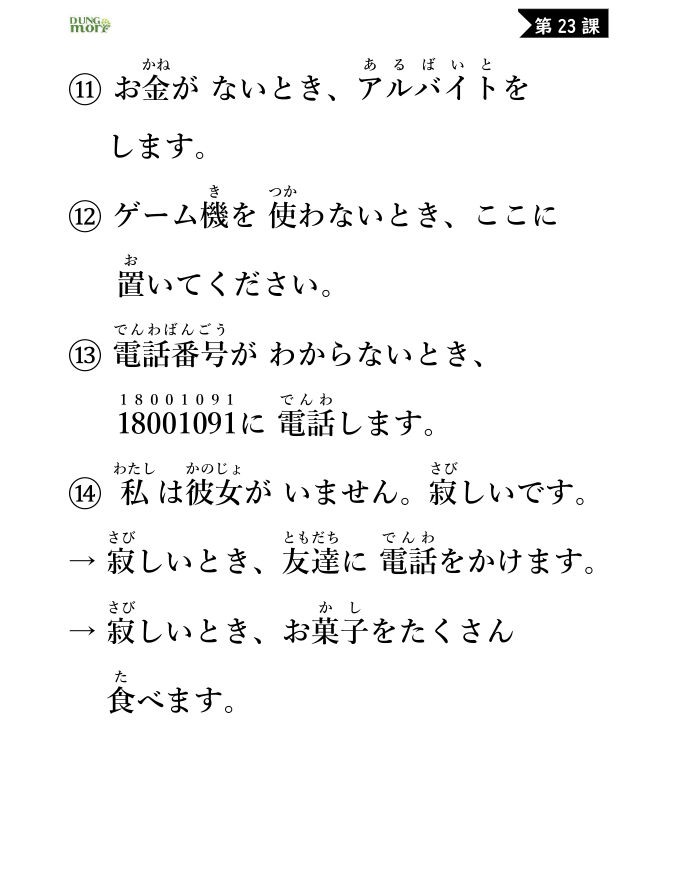 DUNG
mori
第 23 課
かね あるばいと
⑪ お金が ないとき、アルバイトを
します。
き つか
⑫ ゲーム機を 使わないとき、ここに
お
置いてください。
でんわばんごう
⑬ 電話番号が わからないとき、
18001091 でんわ
18001091に 電話します。
わたし かのじょ さび
⑭ 私は彼女が いません。寂しいです。
さび ともだち でんわ
→ 寂しいとき、友達に 電話をかけます。
さび かし
→ 寂しいとき、お菓子をたくさん
た
食べます。